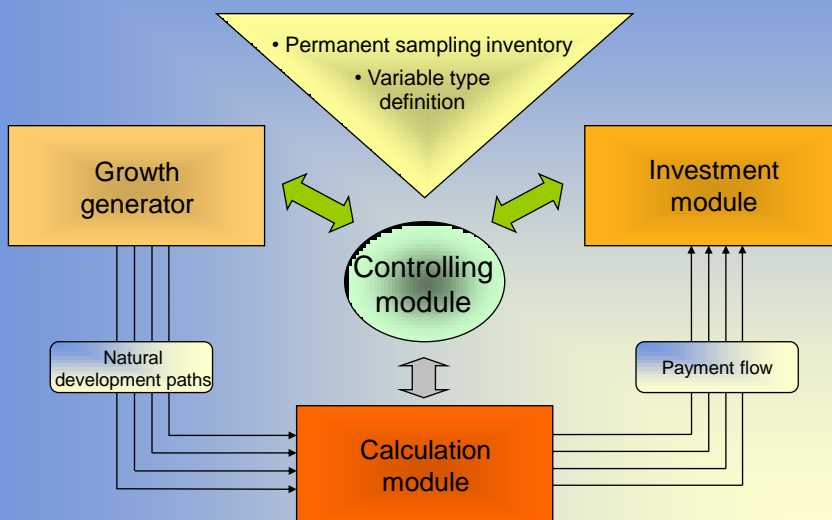 • Permanent sampling inventory
• Variable type
definition
Growth
generator
Investment
module
Controlling
module
Natural
development paths
Payment flow
Calculation
module